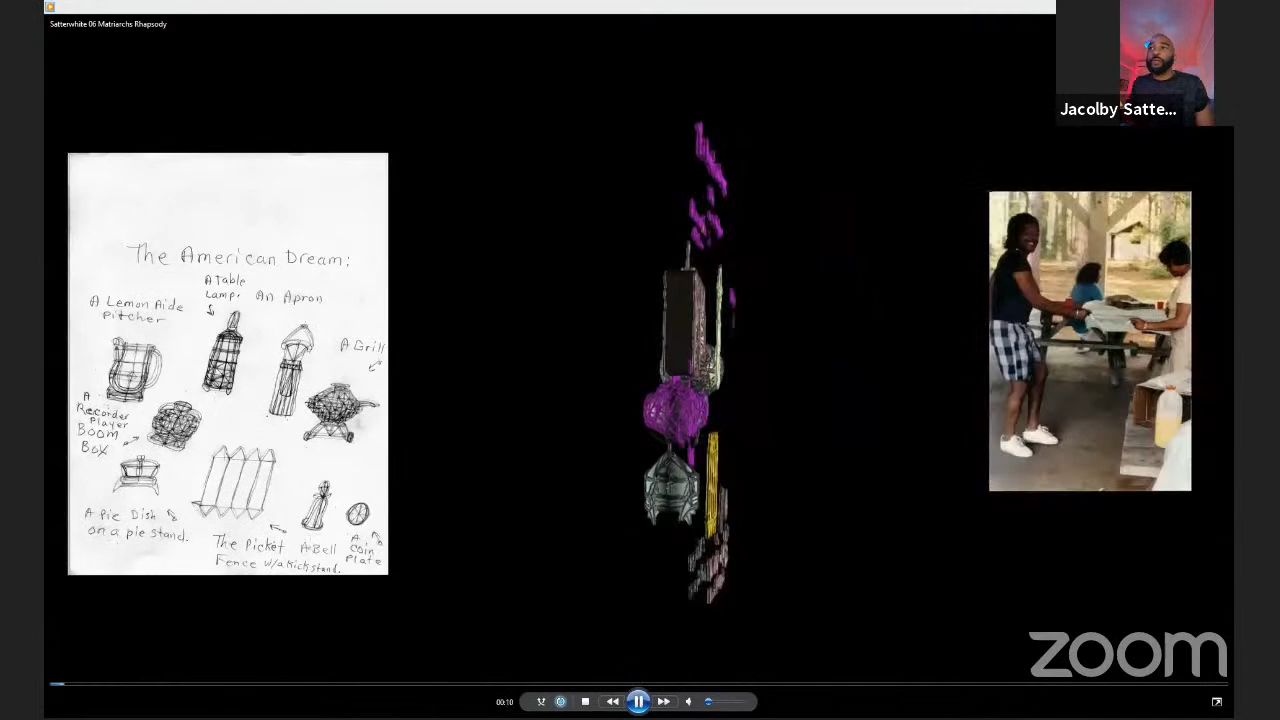 Satterwhite 06 Matriarchs Rhapsody
Jacolby Satte...
The American Dream:
A Table
Lamp.
An Apron
A Lemon Aide
Pitcher
A Grill
A
Recorder
Player
Boom
Box
A Pie Dish
on a pie stand.
The Picket
Fence w/a kickstand.
A Bell
A
Coin
Plate
zoom
00:10